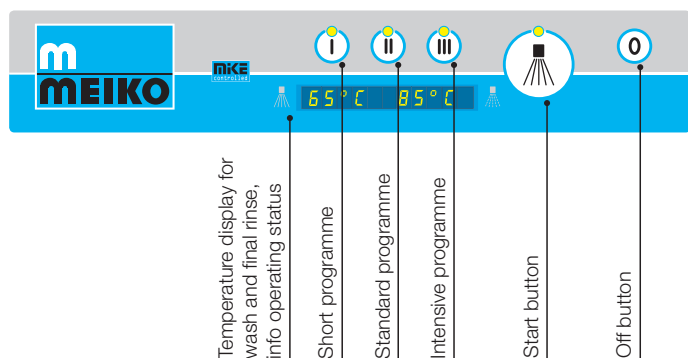 m
MEIKO
MIKE
controlled
I
II
III
0
65°C
85°C
Temperature display for
wash and final rinse,
info operating status
Short programme
Standard programme
Intensive programme
Start button
Off button